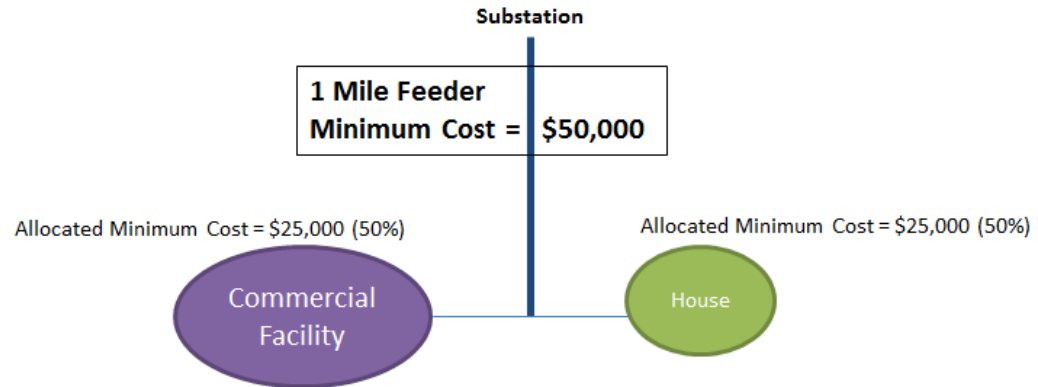 Substation
1 Mile Feeder
Minimum Cost = $50,000
Allocated Minimum Cost = $25,000 (50%)
Allocated Minimum Cost = $25,000 (50%)
Commercial
Facility
House